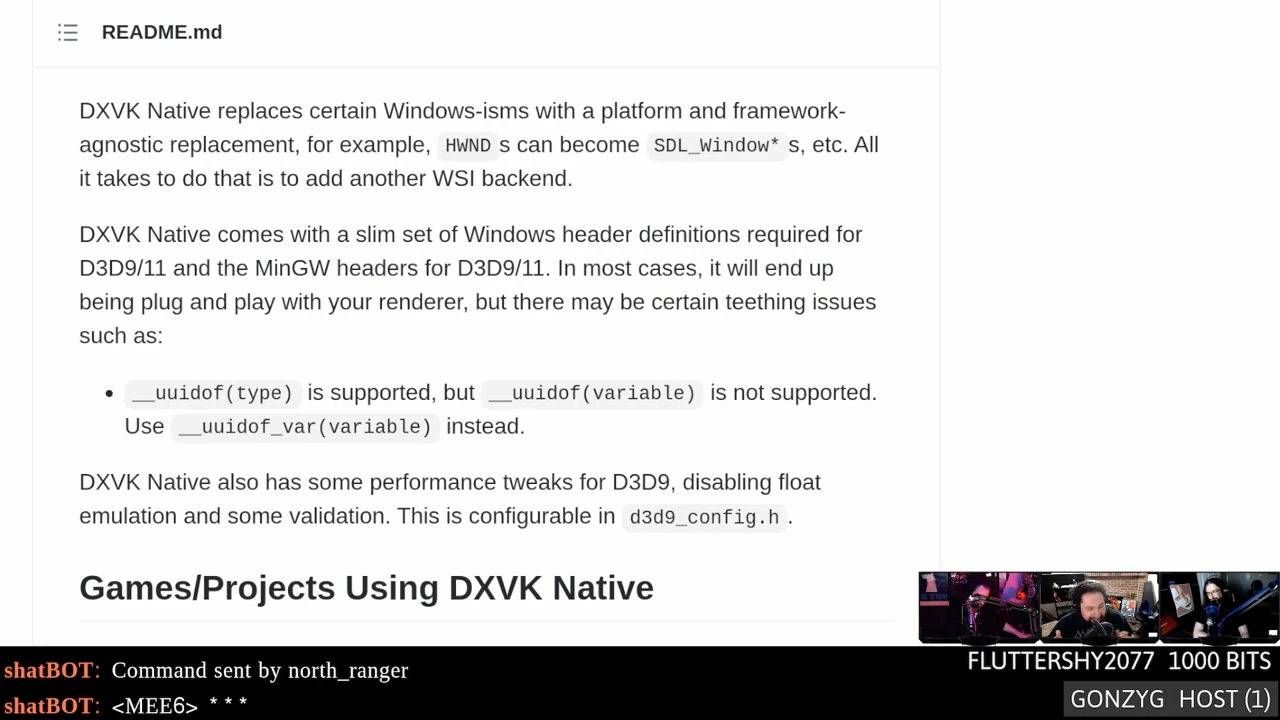 README.md
DXVK Native replaces certain Windows-isms with a platform and framework-
agnostic replacement, for example, HWND s can become SDL_Window* s, etc. All
it takes to do that is to add another WSI backend.
DXVK Native comes with a slim set of Windows header definitions required for
D3D9/11 and the MinGW headers for D3D9/11. In most cases, it will end up
being plug and play with your renderer, but there may be certain teething issues
such as:
• __uuidof(type) is supported, but __uuidof(variable) is not supported.
Use __uuidof_var(variable) instead.
DXVK Native also has some performance tweaks for D3D9, disabling float
emulation and some validation. This is configurable in d3d9_config.h .
Games/Projects Using DXVK Native
FLUTTERSHY2077 1000 BITS
GONZYG HOST (1)
shatBOT: Command sent by north_ranger
shatBOT: <MEE6> * * *